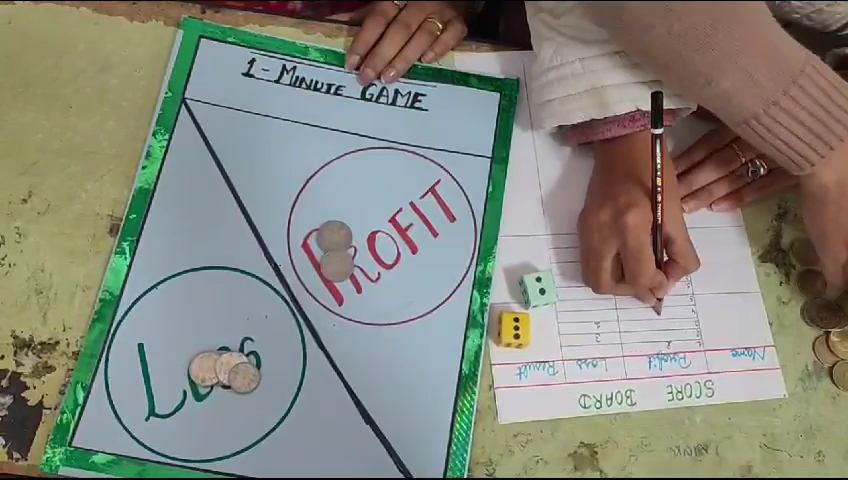 1 - MINUTE GAME
PROFIT
LOSS
SCORE BOARD
Name Profit Loss Result